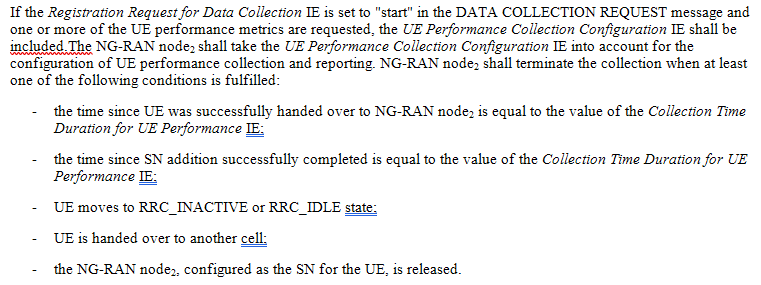 If the Registration Request for Data Collection IE is set to "start" in the DATA COLLECTION REQUEST message and
one or more of the UE performance metrics are requested, the UE Performance Collection Configuration IE shall be
included.The NG-RAN node2 shall take the UE Performance Collection Configuration IE into account for the
configuration of UE performance collection and reporting. NG-RAN node2 shall terminate the collection when at least
one of the following conditions is fulfilled:
- the time since UE was successfully handed over to NG-RAN node2 is equal to the value of the Collection Time
Duration for UE Performance IE;
- the time since SN addition successfully completed is equal to the value of the Collection Time Duration for UE
Performance IE;
- UE moves to RRC_INACTIVE or RRC_IDLE state;
- UE is handed over to another cell;
- the NG-RAN node2, configured as the SN for the UE, is released.